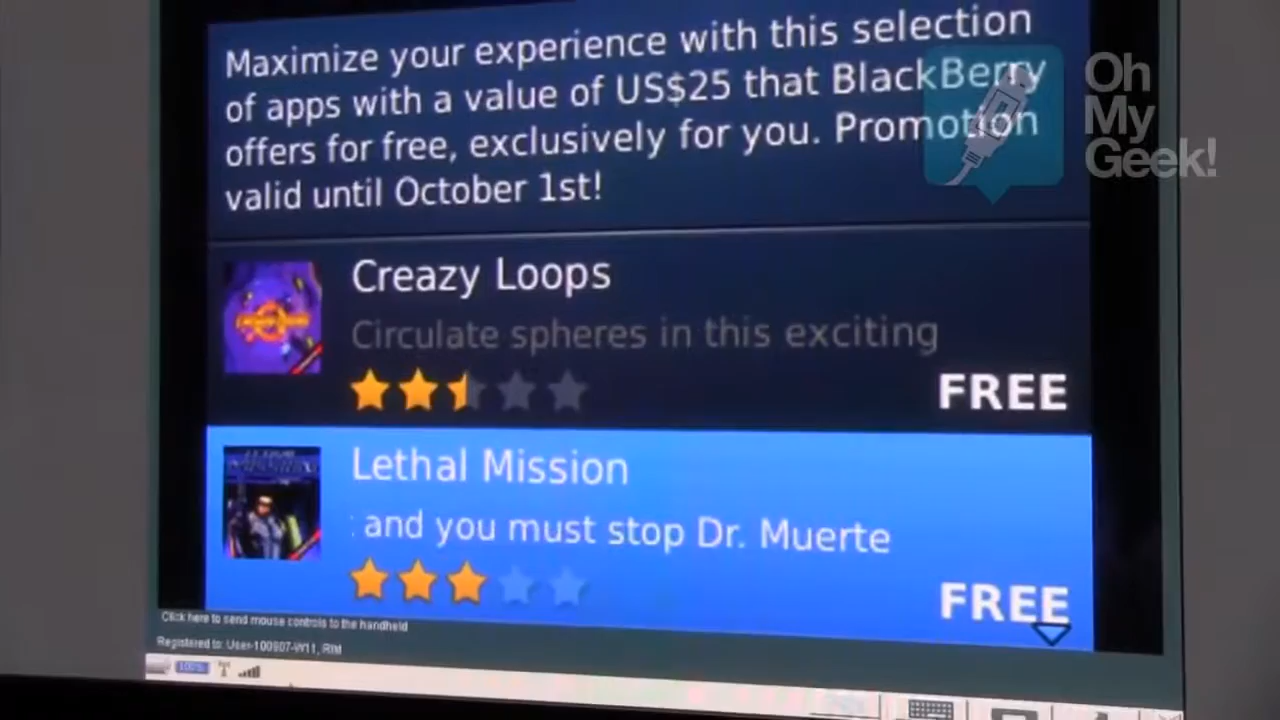 Maximize your experience with this selection
of apps with a value of US$25 that BlackBerry
offers for free, exclusively for you. Promotion
valid until October 1st!
Oh
My
Geek!
Creazy Loops
Circulate spheres in this exciting
FREE
Lethal Mission
: and you must stop Dr. Muerte
FREE
Click here to send mouse controls to the handheld
Registered to: User-100907-W11, RIM
100%